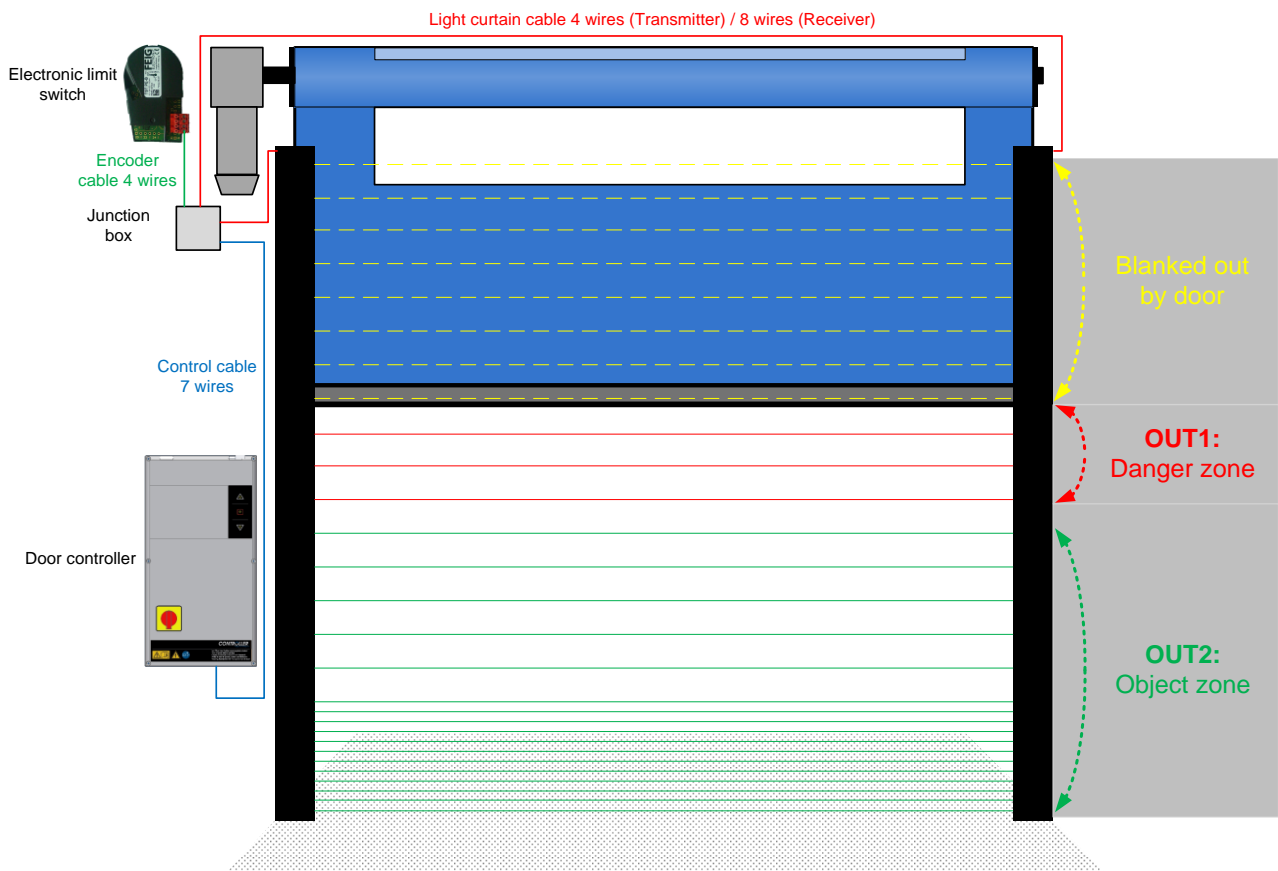 Light curtain cable 4 wires (Transmitter) / 8 wires (Receiver)
Electronic limit
switch
FEIG
Encoder
cable 4 wires
Junction
box
Blanked out
by door
Control cable
7 wires
OUT1:
Danger zone
Door controller
OUT2:
Object zone